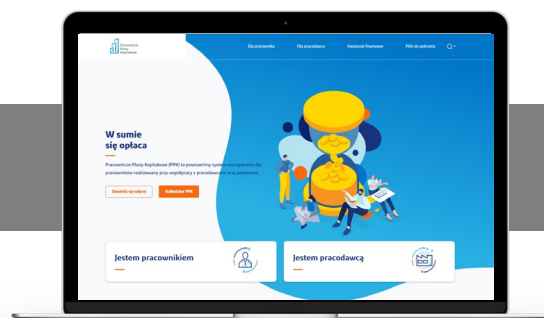 Pracownicze
Plany
Kapitałowe
Dla pracownika
Dla pracodawcy
Instytucje finansowe
Pliki do pobrania
W sumie
się opłaca
Pracownicze Plany Kapitałowe (PPK) to powszechny system oszczędzania dla
pracowników realizowany przy współpracy z pracodawcami oraz państwem.
Dowiedz się więcej
Kalkulator PPK
Jestem pracownikiem
Jestem pracodawcą